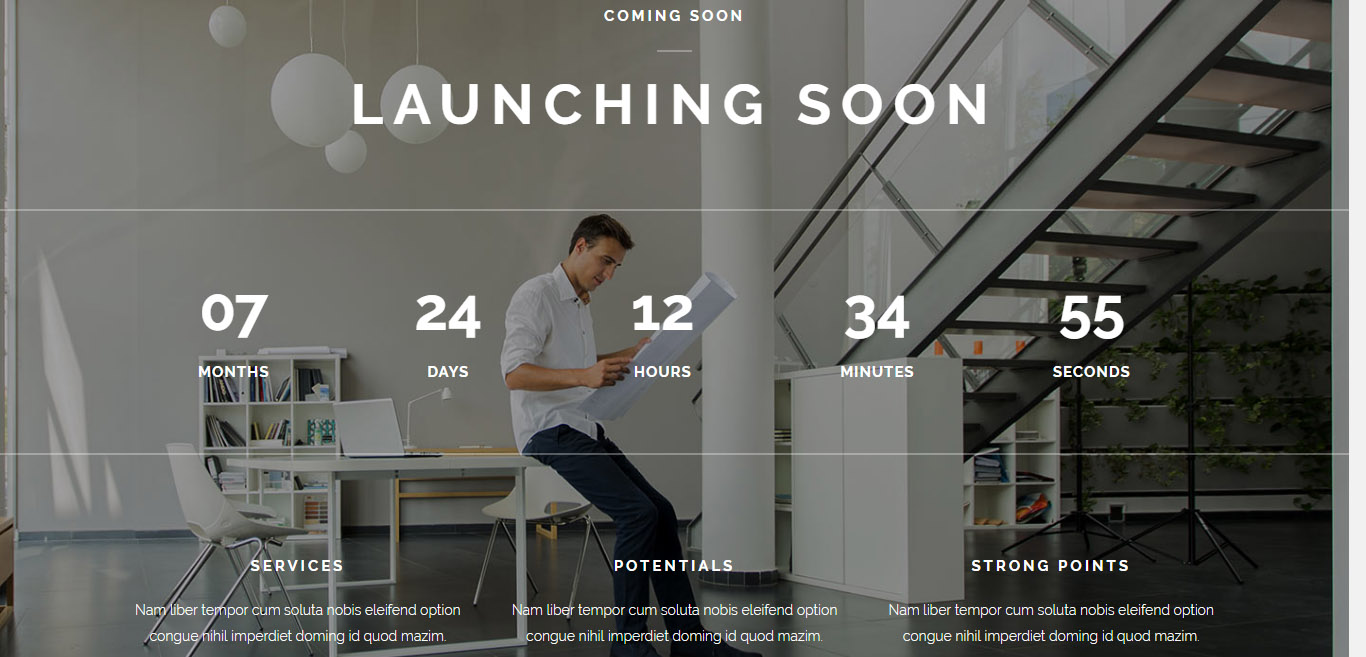 COMING SOON
LAUNCHING SOON
07 24 12 34 55
MONTHS DAYS HOURS MINUTES SECONDS
SERVICES POTENTIALS STRONG POINTS
Nam liber tempor cum soluta nobis eleifend option Nam liber tempor cum soluta nobis eleifend option Nam liber tempor cum soluta nobis eleifend option
congue nihil imperdiet doming id quod mazim. congue nihil imperdiet doming id quod mazim. congue nihil imperdiet doming id quod mazim.